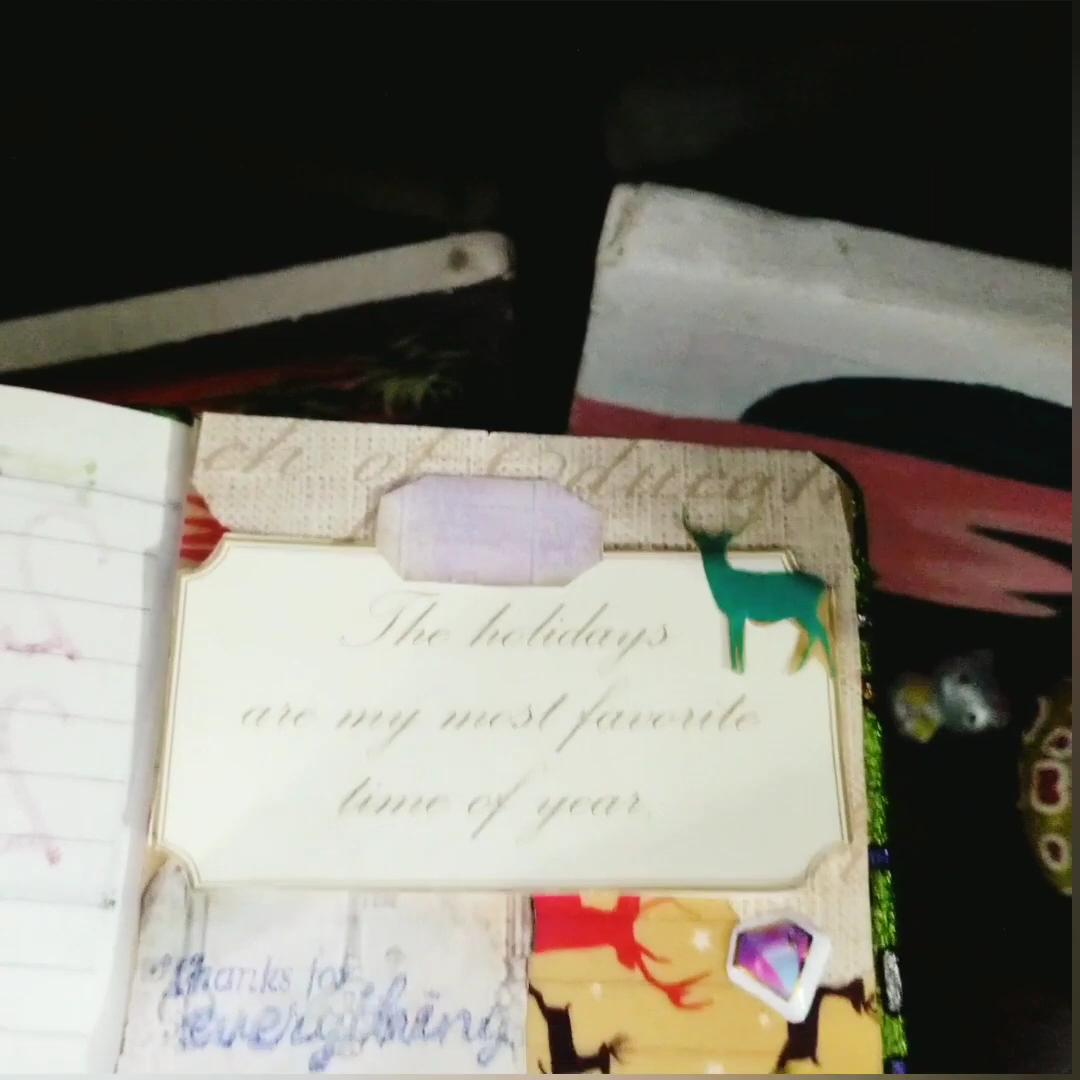 The holidays
are my most favorite
time of year.
thanks for
everything